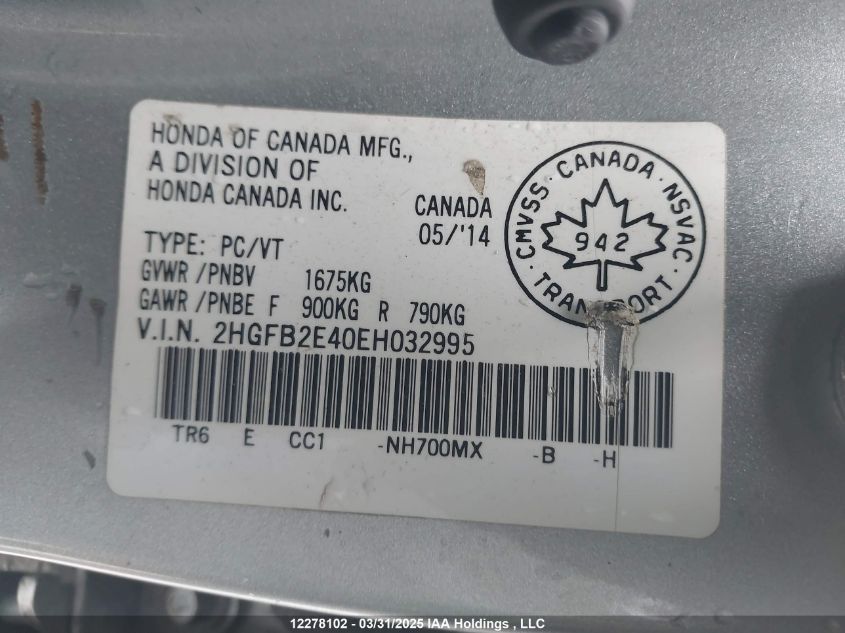 HONDA OF CANADA MFG.,
A DIVISION OF
HONDA CANADA INC.
CANADA
05/'14
TYPE: PC/VT
GVWR/PNBV 1675KG
GAWR/PNBE F 900KG R 790KG
V.I.N. 2HGFB2E40EH032995
TR6 E CC1 -NH700MX -B -H
CMVSS · CANADA · NSVAC
942
TRANSPORT
12278102 - 03/31/2025 IAA Holdings , LLC